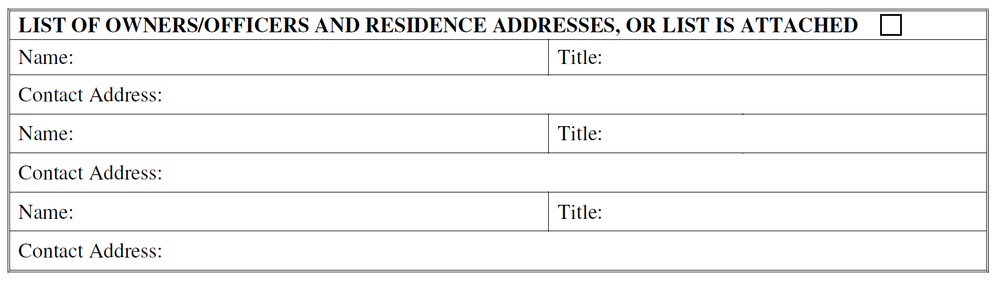 LIST OF OWNERS/OFFICERS AND RESIDENCE ADDRESSES, OR LIST IS ATTACHED
Name: Title:
Contact Address:
Name: Title:
Contact Address:
Name: Title:
Contact Address: